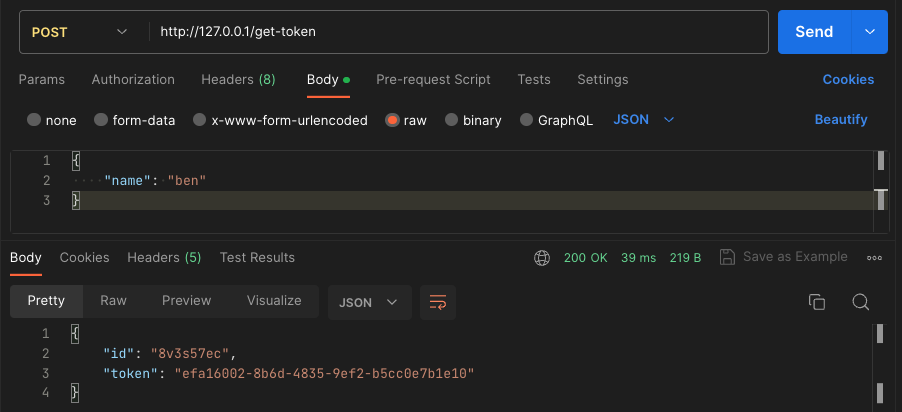 POST http://127.0.0.1/get-token Send
Params Authorization Headers (8) Body Pre-request Script Tests Settings Cookies
none form-data x-www-form-urlencoded raw binary GraphQL JSON Beautify
1 {
2 "name": "ben"
3 }
Body Cookies Headers (5) Test Results 200 OK 39 ms 219 B Save as Example
Pretty Raw Preview Visualize JSON
1 {
2 "id": "8v3s57ec",
3 "token": "efa16002-8b6d-4835-9ef2-b5cc0e7b1e10"
4 }